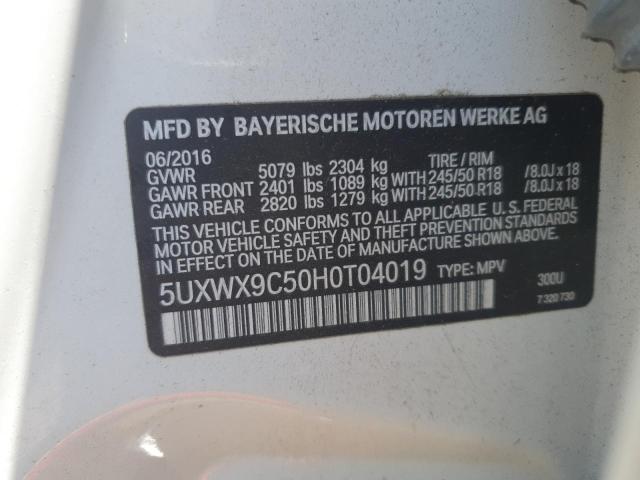 MFD BY BAYERISCHE MOTOREN WERKE AG
06/2016 TIRE / RIM
GVWR 5079 lbs 2304 kg
GAWR FRONT 2401 lbs 1089 kg WITH 245/50 R18 /8.0J x 18
GAWR REAR 2820 lbs 1279 kg WITH 245/50 R18 /8.0J x 18
THIS VEHICLE CONFORMS TO ALL APPLICABLE U. S. FEDERAL
MOTOR VEHICLE SAFETY AND THEFT PREVENTION STANDARDS
IN EFFECT ON THE DATE OF MANUFACTURE SHOWN ABOVE.
5UXWX9C50H0T04019 TYPE: MPV
300U
7 320 730